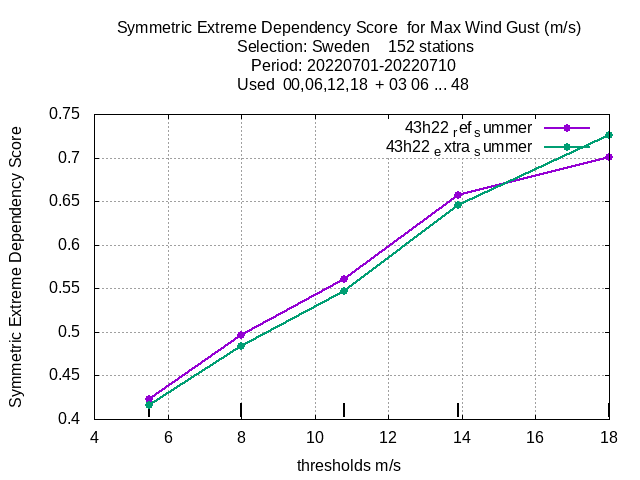 Symmetric Extreme Dependency Score  for Max Wind Gust (m/s)
Selection: Sweden    152 stations
Period: 20220701-20220710
Used  00,06,12,18  + 03 06 ... 48
0.75
0.7
0.65
0.6
0.55
0.5
0.45
0.4
Symmetric Extreme Dependency Score
43h22 ref summer
43h22 extra summer
4 6 8 10 12 14 16 18
thresholds m/s